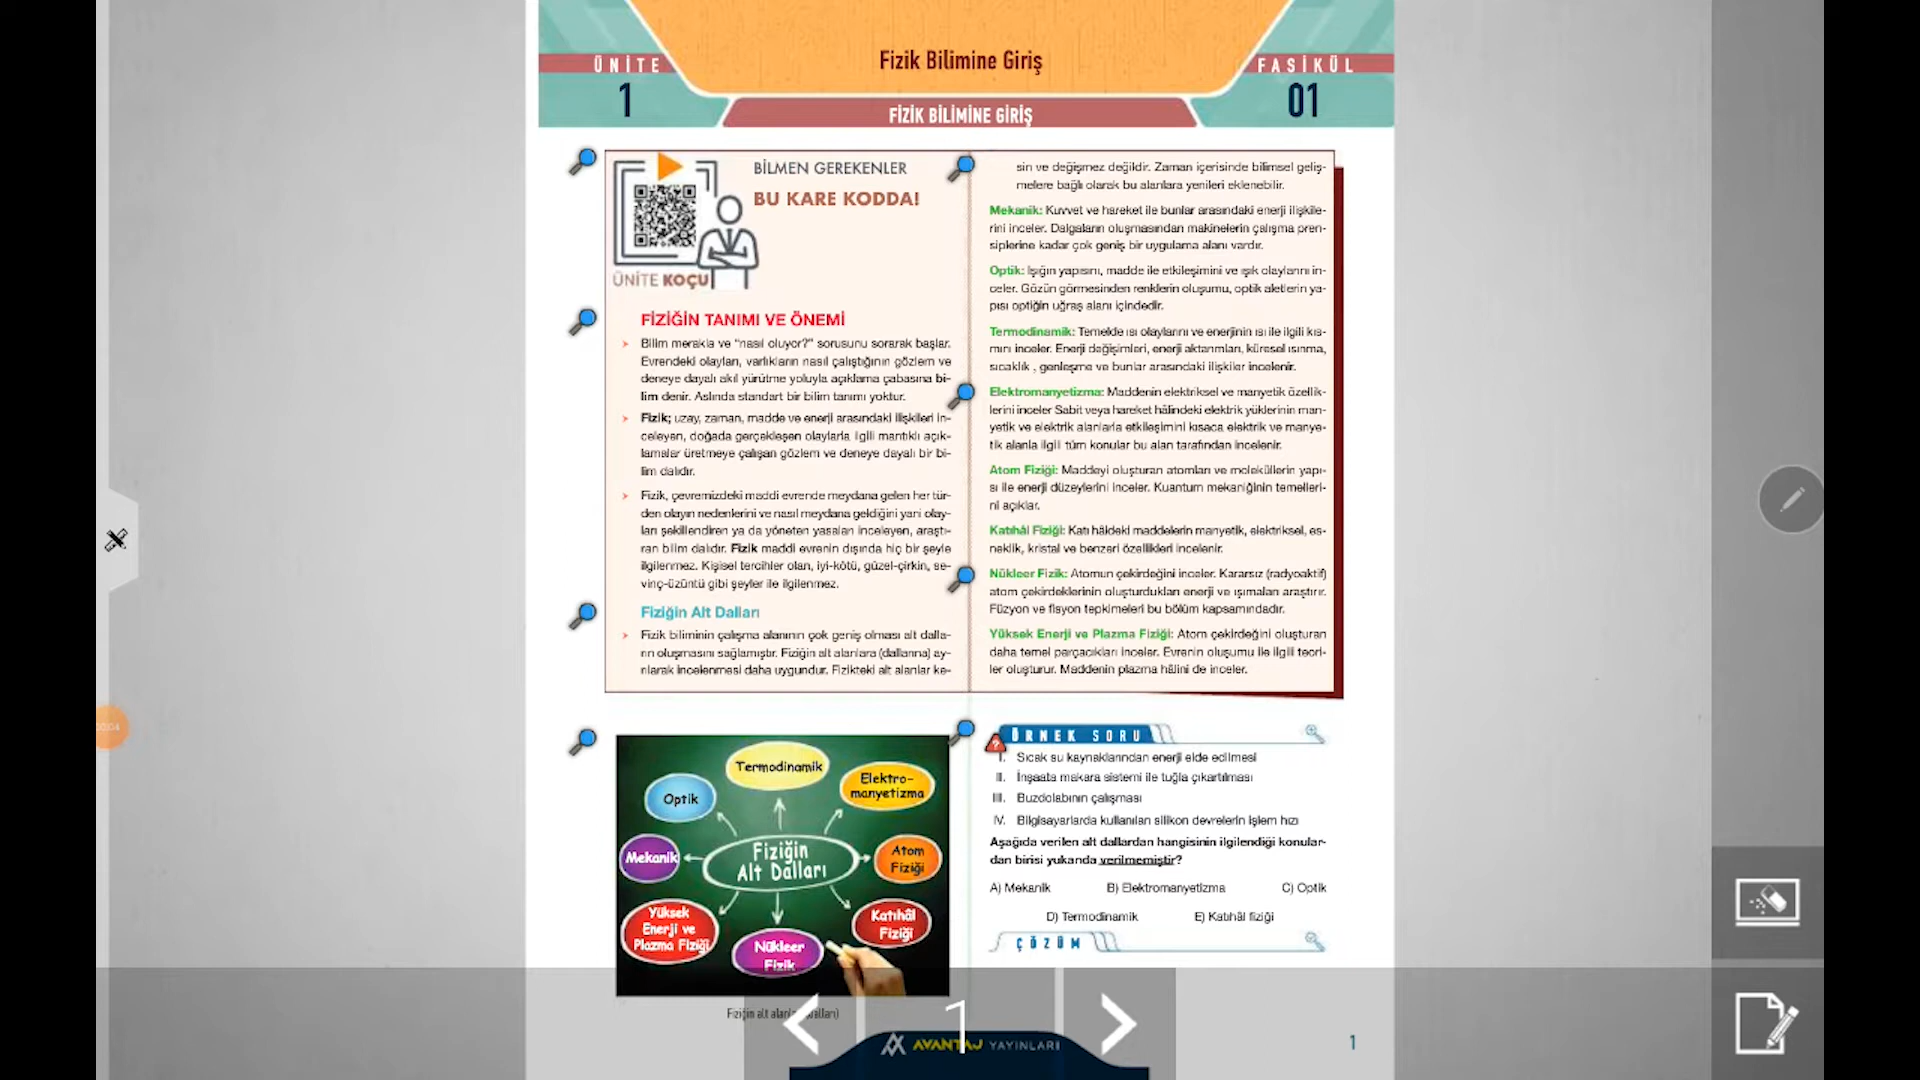 Fizik Bilimine Giriş
ÜNİTE
1
FASİKÜL
01
FİZİK BİLİMİNE GİRİŞ
BİLMEN GEREKENLER
BU KARE KODDA!
ÜNİTE KOÇU
FİZİĞİN TANIMI VE ÖNEMİ
Bilim merakla ve “nasıl oluyor?” sorusunu sorarak başlar.
Evrendeki olayları, varlıkların nasıl çalıştığının gözlem ve
deneye dayalı akıl yürütme yoluyla açıklama çabasına bi-
lim denir. Aslında standart bir bilim tanımı yoktur.
Fizik; uzay, zaman, madde ve enerji arasındaki ilişkileri in-
celeyen, doğada gerçekleşen olaylarla ilgili mantıklı açık-
lamalar üretmeye çalışan gözlem ve deneye dayalı bir bi-
lim dalıdır.
Fizik, çevremizdeki maddi evrende meydana gelen her tür-
den olayın nedenlerini ve nasıl meydana geldiğini yani olay-
ları şekillendiren ya da yöneten yasaları inceleyen, araştı-
ran bilim dalıdır. Fizik maddi evrenin dışında hiç bir şeyle
ilgilenmez. Kişisel tercihler olan, iyi-kötü, güzel-çirkin, se-
vinç-üzüntü gibi şeyler ile ilgilenmez.
Fiziğin Alt Dalları
Fizik biliminin çalışma alanının çok geniş olması alt dalla-
rın oluşmasını sağlamıştır. Fiziğin alt alanlara (dallarına) ay-
rılarak incelenmesi daha uygundur. Fizikteki alt alanlar ke-
sin ve değişmez değildir. Zaman içerisinde bilimsel geliş-
melere bağlı olarak bu alanlara yenileri eklenebilir.
Mekanik: Kuvvet ve hareket ile bunlar arasındaki enerji ilişkile-
rini inceler. Dalgaların oluşmasından makinelerin çalışma pren-
siplerine kadar çok geniş bir uygulama alanı vardır.
Optik: Işığın yapısını, madde ile etkileşimini ve ışık olaylarını in-
celer. Gözün görmesinden renklerin oluşumu, optik aletlerin ya-
pısı optiğin uğraş alanı içindedir.
Termodinamik: Temelde ısı olaylarını ve enerjinin ısı ile ilgili kıs-
mını inceler. Enerji değişimleri, enerji aktarımları, küresel ısınma,
sıcaklık , genleşme ve bunlar arasındaki ilişkiler incelenir.
Elektromanyetizma: Maddenin elektriksel ve manyetik özellik-
lerini inceler Sabit veya hareket hâlindeki elektrik yüklerinin man-
yetik ve elektrik alanlarla etkileşimini kısaca elektrik ve manye-
tik alanla ilgili tüm konular bu alan tarafından incelenir.
Atom Fiziği: Maddeyi oluşturan atomları ve moleküllerin yapı-
sı ile enerji düzeylerini inceler. Kuantum mekaniğinin temelleri-
ni açıklar.
Katıhâl Fiziği: Katı hâldeki maddelerin manyetik, elektriksel, es-
neklik, kristal ve benzeri özellikleri incelenir.
Nükleer Fizik: Atomun çekirdeğini inceler. Kararsız (radyoaktif)
atom çekirdeklerinin oluşturdukları enerji ve ışımaları araştırır.
Füzyon ve fisyon tepkimeleri bu bölüm kapsamındadır.
Yüksek Enerji ve Plazma Fiziği: Atom çekirdeğini oluşturan
daha temel parçacıkları inceler. Evrenin oluşumu ile ilgili teori-
ler oluşturur. Maddenin plazma hâlini de inceler.
Termodinamik
Elektro-
manyetizma
Optik
Mekanik
Fiziğin
Alt Dalları
Atom
Fiziği
Yüksek
Enerji ve
Plazma Fiziği
Nükleer
Fizik
Katıhâl
Fiziği
Fiziğin alt alanları
ÖRNEK SORU
I. Sıcak su kaynaklarından enerji elde edilmesi
II. İnşaata makara sistemi ile tuğla çıkartılması
III. Buzdolabının çalışması
IV. Bilgisayarlarda kullanılan silikon devrelerin işlem hızı
Aşağıda verilen alt dallardan hangisinin ilgilendiği konular-
dan birisi yukarıda verilmemiştir?
A) Mekanik B) Elektromanyetizma C) Optik
D) Termodinamik E) Katıhâl fiziği
ÇÖZÜM
1
AVANTAJ YAYINLARI
1
00:04